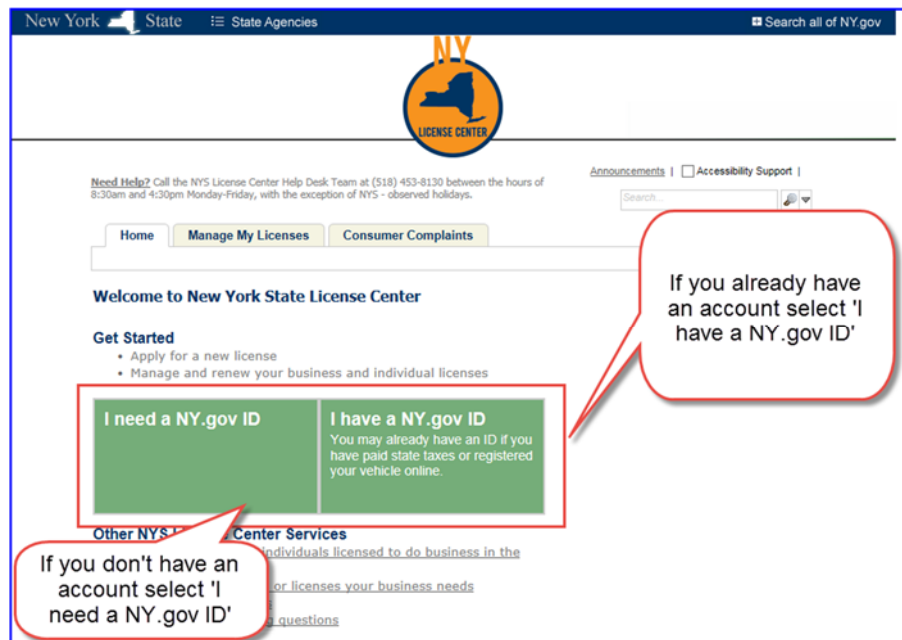 New York State
State Agencies
Search all of NY.gov
NY
LICENSE CENTER
Need Help? Call the NYS License Center Help Desk Team at (518) 453-8130 between the hours of
8:30am and 4:30pm Monday-Friday, with the exception of NYS - observed holidays.
Announcements | Accessibility Support |
Search...
Home Manage My Licenses Consumer Complaints
Welcome to New York State License Center
Get Started
• Apply for a new license
• Manage and renew your business and individual licenses
If you already have
an account select 'I
have a NY.gov ID'
I need a NY.gov ID
I have a NY.gov ID
You may already have an ID if you
have paid state taxes or registered
your vehicle online.
Other NYS Center Services
individuals licensed to do business in the
or licenses your business needs
questions
If you don't have an
account select 'I
need a NY.gov ID'